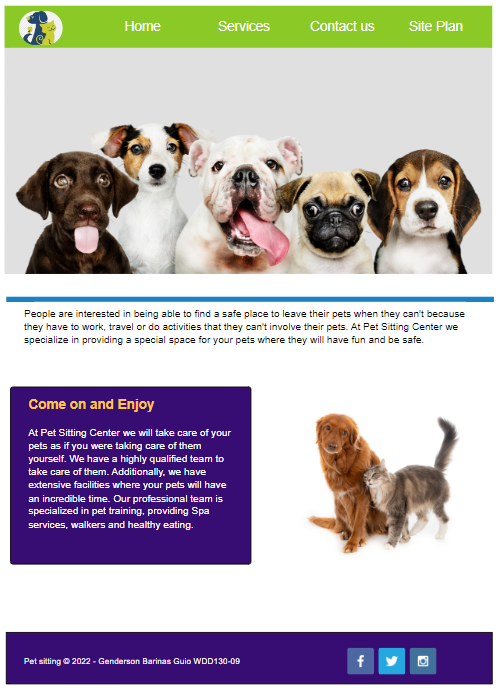 Home Services Contact us Site Plan
People are interested in being able to find a safe place to leave their pets when they can't because
they have to work, travel or do activities that they can't involve their pets. At Pet Sitting Center we
specialize in providing a special space for your pets where they will have fun and be safe.
Come on and Enjoy
At Pet Sitting Center we will take care of your
pets as if you were taking care of them
yourself. We have a highly qualified team to
take care of them. Additionally, we have
extensive facilities where your pets will have
an incredible time. Our professional team is
specialized in pet training, providing Spa
services, walkers and healthy eating.
Pet sitting © 2022 - Genderson Barinas Guio WDD130-09